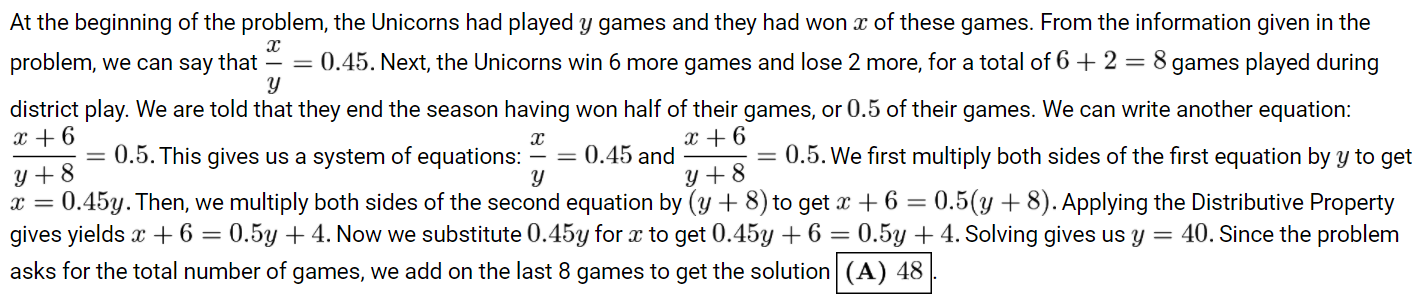 At the beginning of the problem, the Unicorns had played $y$ games and they had won $x$ of these games. From the information given in the
problem, we can say that $\dfrac{x}{y} = 0.45$. Next, the Unicorns win 6 more games and lose 2 more, for a total of $6 + 2 = 8$ games played during
district play. We are told that they end the season having won half of their games, or $0.5$ of their games. We can write another equation:
$\dfrac{x+6}{y+8} = 0.5$. This gives us a system of equations: $\dfrac{x}{y} = 0.45$ and $\dfrac{x+6}{y+8} = 0.5$. We first multiply both sides of the first equation by $y$ to get
$x = 0.45y$. Then, we multiply both sides of the second equation by $(y + 8)$ to get $x + 6 = 0.5(y + 8)$. Applying the Distributive Property
gives yields $x + 6 = 0.5y + 4$. Now we substitute $0.45y$ for $x$ to get $0.45y + 6 = 0.5y + 4$. Solving gives us $y = 40$. Since the problem
asks for the total number of games, we add on the last 8 games to get the solution $\boxed{\textbf{(A)}\ 48}$.